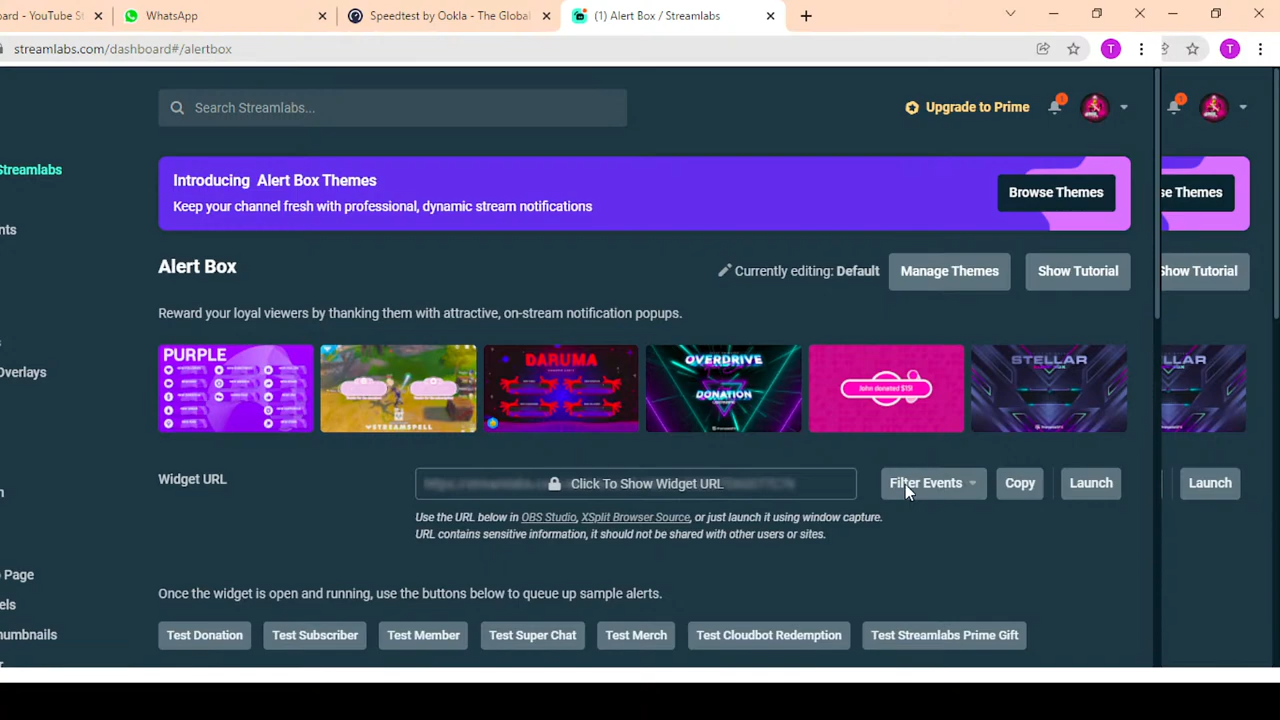 ard - YouTube St
WhatsApp
Speedtest by Ookla - The Global
(1) Alert Box / Streamlabs
streamlabs.com/dashboard#/alertbox
T
T
Search Streamlabs...
Upgrade to Prime
Streamlabs
Introducing Alert Box Themes
Keep your channel fresh with professional, dynamic stream notifications
Browse Themes
se Themes
nts
Alert Box
Currently editing: Default
Manage Themes
Show Tutorial
Show Tutorial
Reward your loyal viewers by thanking them with attractive, on-stream notification popups.
Overlays
PURPLE
STREAMSPELL
DARUMA
OVERDRIVE
DONATION
John donated $15!
STELLAR
LLAR
Widget URL
Click To Show Widget URL
Filter Events
Copy
Launch
Launch
Use the URL below in OBS Studio, XSplit Browser Source, or just launch it using window capture.
URL contains sensitive information, it should not be shared with other users or sites.
Page
els
Once the widget is open and running, use the buttons below to queue up sample alerts.
humbnails
Test Donation
Test Subscriber
Test Member
Test Super Chat
Test Merch
Test Cloudbot Redemption
Test Streamlabs Prime Gift